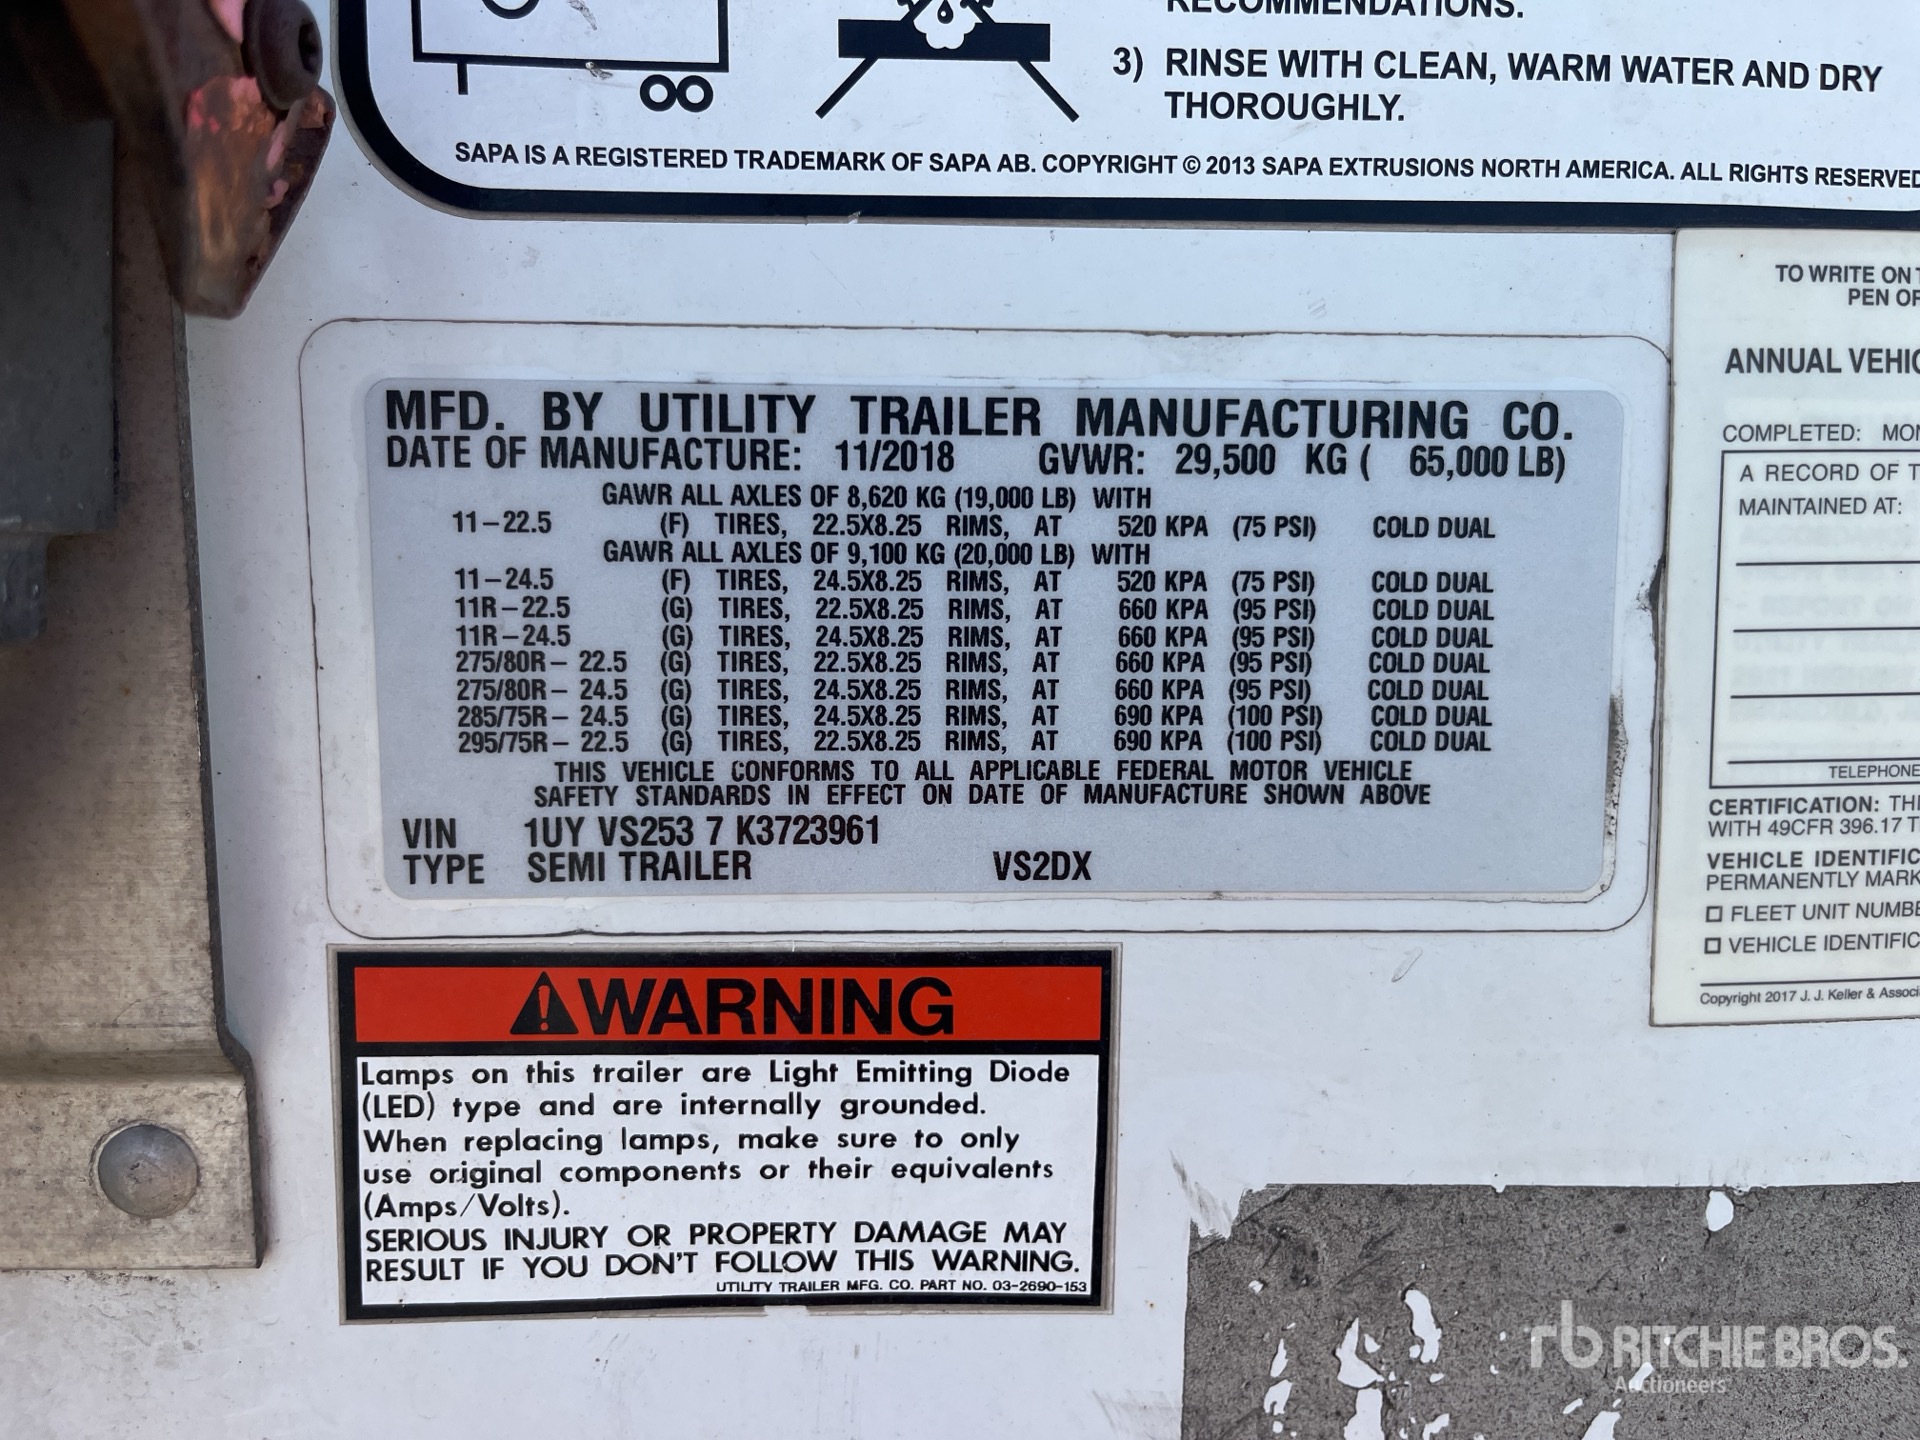 RECOMMENDATIONS.
3) RINSE WITH CLEAN, WARM WATER AND DRY
THOROUGHLY.
SAPA IS A REGISTERED TRADEMARK OF SAPA AB. COPYRIGHT © 2013 SAPA EXTRUSIONS NORTH AMERICA. ALL RIGHTS RESERVED
MFD. BY UTILITY TRAILER MANUFACTURING CO.
DATE OF MANUFACTURE: 11/2018 GVWR: 29,500 KG ( 65,000 LB)
GAWR ALL AXLES OF 8,620 KG (19,000 LB) WITH
11-22.5 (F) TIRES, 22.5X8.25 RIMS, AT 520 KPA (75 PSI) COLD DUAL
GAWR ALL AXLES OF 9,100 KG (20,000 LB) WITH
11-24.5 (F) TIRES, 24.5X8.25 RIMS, AT 520 KPA (75 PSI) COLD DUAL
11R-22.5 (G) TIRES, 22.5X8.25 RIMS, AT 660 KPA (95 PSI) COLD DUAL
11R-24.5 (G) TIRES, 24.5X8.25 RIMS, AT 660 KPA (95 PSI) COLD DUAL
275/80R- 22.5 (G) TIRES, 22.5X8.25 RIMS, AT 660 KPA (95 PSI) COLD DUAL
275/80R- 24.5 (G) TIRES, 24.5X8.25 RIMS, AT 660 KPA (95 PSI) COLD DUAL
285/75R- 24.5 (G) TIRES, 24.5X8.25 RIMS, AT 690 KPA (100 PSI) COLD DUAL
295/75R- 22.5 (G) TIRES, 22.5X8.25 RIMS, AT 690 KPA (100 PSI) COLD DUAL
THIS VEHICLE CONFORMS TO ALL APPLICABLE FEDERAL MOTOR VEHICLE
SAFETY STANDARDS IN EFFECT ON DATE OF MANUFACTURE SHOWN ABOVE
VIN 1UY VS253 7 K3723961
TYPE SEMI TRAILER VS2DX
WARNING
Lamps on this trailer are Light Emitting Diode
(LED) type and are internally grounded.
When replacing lamps, make sure to only
use original components or their equivalents
(Amps/Volts).
SERIOUS INJURY OR PROPERTY DAMAGE MAY
RESULT IF YOU DON'T FOLLOW THIS WARNING.
UTILITY TRAILER MFG. CO. PART NO. 03-2690-153
TO WRITE ON
PEN OR
ANNUAL VEHIC
COMPLETED: MON
A RECORD OF T
MAINTAINED AT:
TELEPHONE
CERTIFICATION: THI
WITH 49CFR 396.17 T
VEHICLE IDENTIFIC
PERMANENTLY MARK
FLEET UNIT NUMBE
VEHICLE IDENTIFIC
Copyright 2017 J. J. Keller & Associ
rb RITCHIE BROS.
Auctioneers